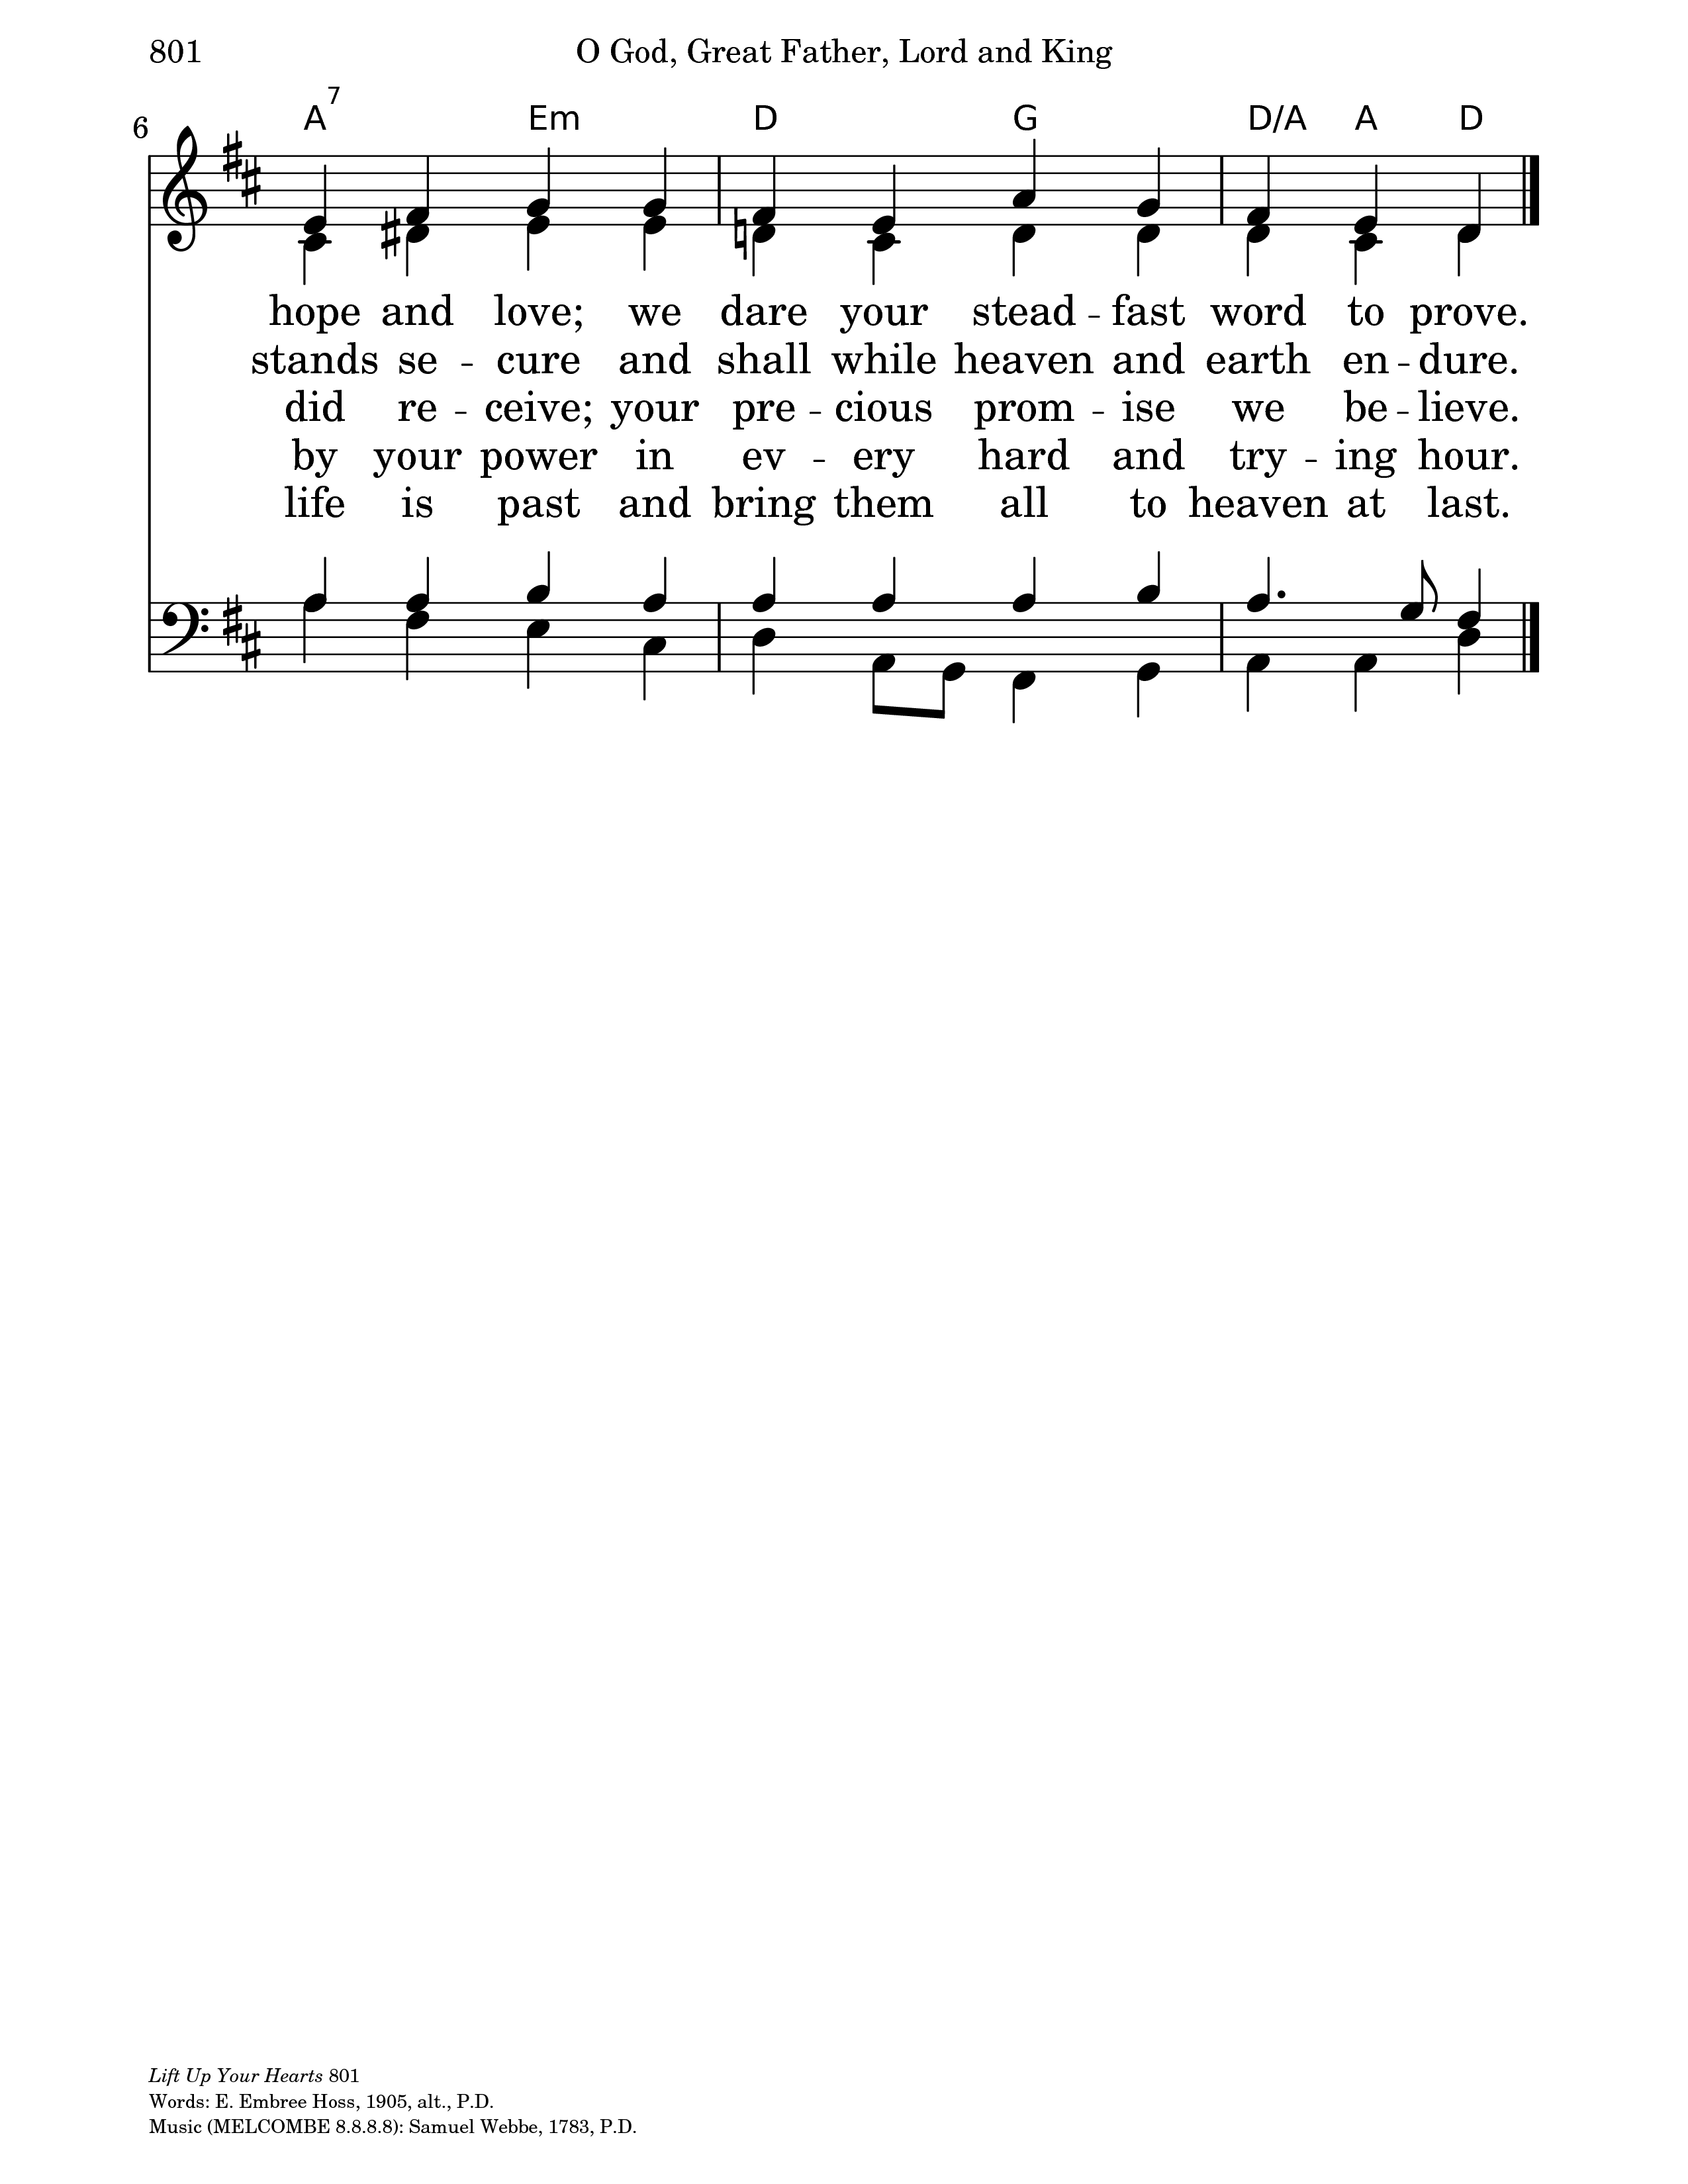 801 O God, Great Father, Lord and King
6 A7 Em D G D/A A D
hope and love; we dare your stead - fast word to prove.
stands se - cure and shall while heaven and earth en - dure.
did re - ceive; your pre - cious prom - ise we be - lieve.
by your power in ev - ery hard and try - ing hour.
life is past and bring them all to heaven at last.
Lift Up Your Hearts 801
Words: E. Embree Hoss, 1905, alt., P.D.
Music (MELCOMBE 8.8.8.8): Samuel Webbe, 1783, P.D.